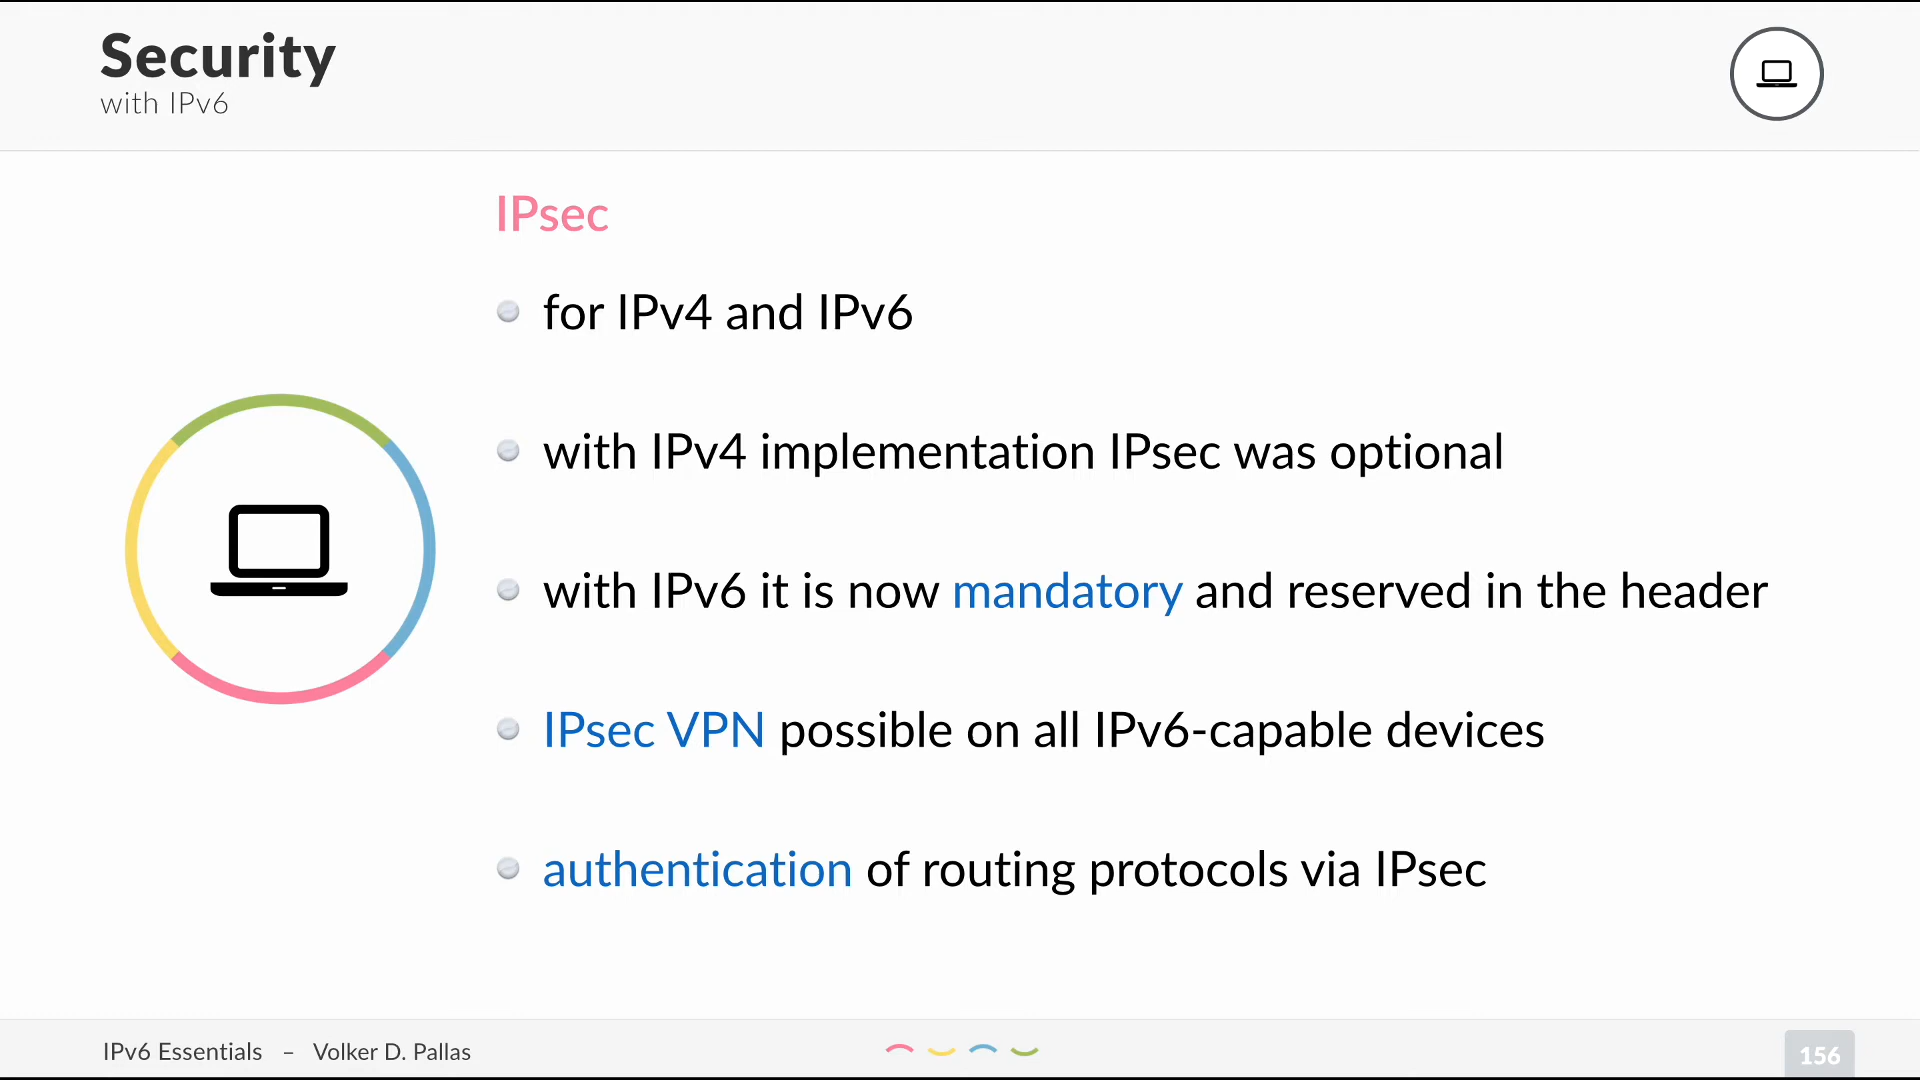 Security
with IPv6
IPsec
for IPv4 and IPv6
with IPv4 implementation IPsec was optional
with IPv6 it is now mandatory and reserved in the header
IPsec VPN possible on all IPv6-capable devices
authentication of routing protocols via IPsec
IPv6 Essentials – Volker D. Pallas
156